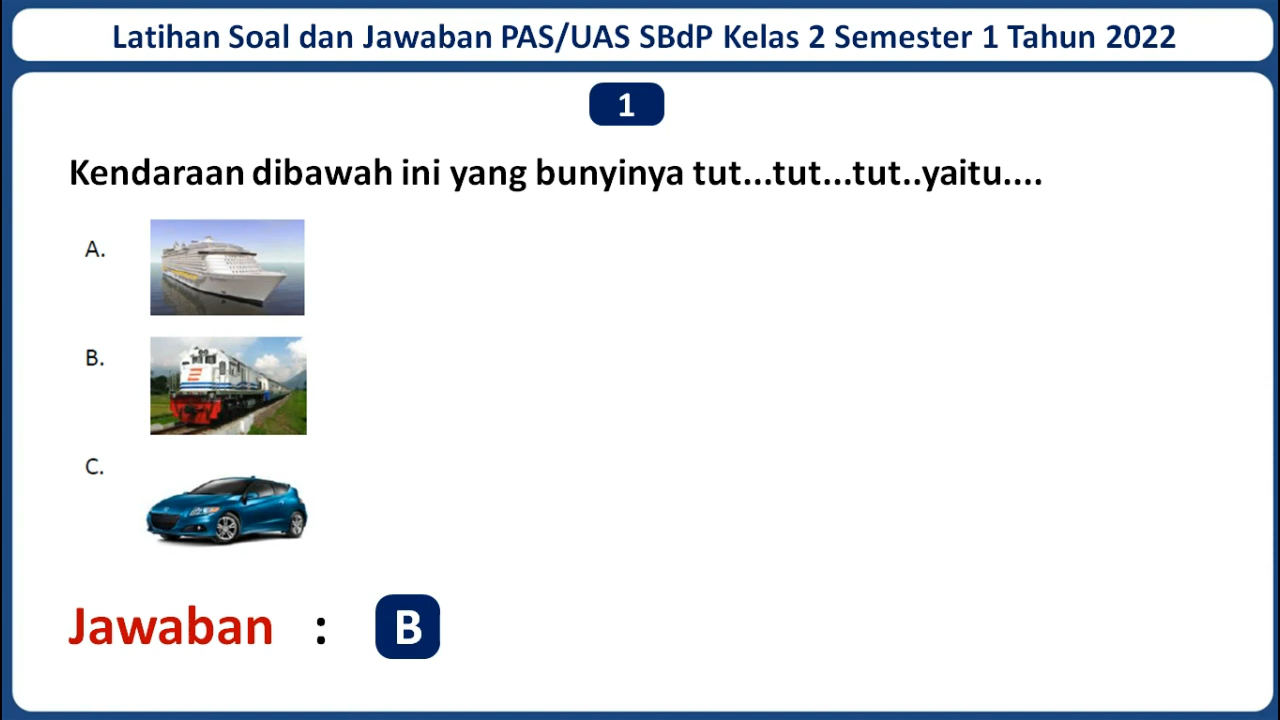 Latihan Soal dan Jawaban PAS/UAS SBdP Kelas 2 Semester 1 Tahun 2022
1
Kendaraan dibawah ini yang bunyinya tut...tut...tut..yaitu....
A.
B.
C.
Jawaban : B